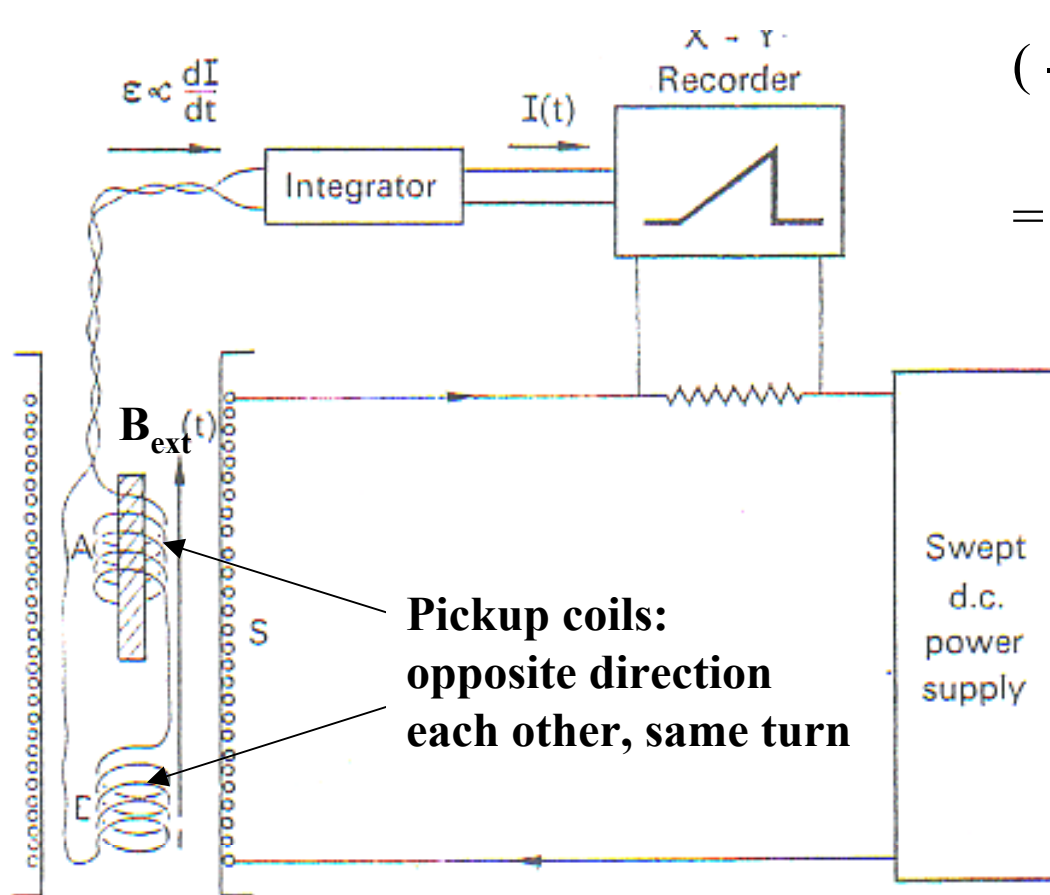 X - Y
Recorder
( -
ε ∝ dI/dt
I(t)
Integrator
=
B_ext(t)
A
S
Pickup coils:
opposite direction
each other, same turn
Swept
d.c.
power
supply